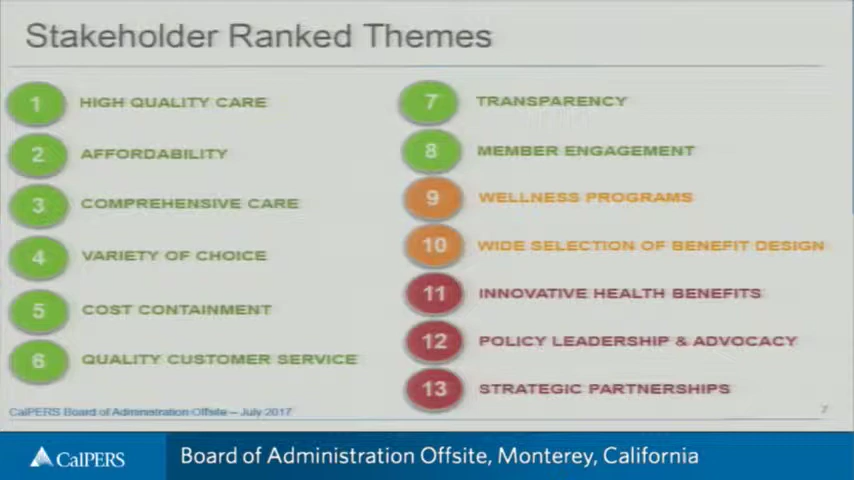 Stakeholder Ranked Themes
1 HIGH QUALITY CARE
2 AFFORDABILITY
3 COMPREHENSIVE CARE
4 VARIETY OF CHOICE
5 COST CONTAINMENT
6 QUALITY CUSTOMER SERVICE
7 TRANSPARENCY
8 MEMBER ENGAGEMENT
9 WELLNESS PROGRAMS
10 WIDE SELECTION OF BENEFIT DESIGN
11 INNOVATIVE HEALTH BENEFITS
12 POLICY LEADERSHIP & ADVOCACY
13 STRATEGIC PARTNERSHIPS
CalPERS Board of Administration Offsite – July 2017
7
CalPERS
Board of Administration Offsite, Monterey, California